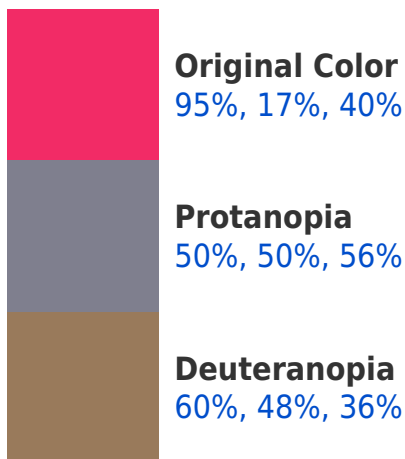 Original Color
95%, 17%, 40%
Protanopia
50%, 50%, 56%
Deuteranopia
60%, 48%, 36%